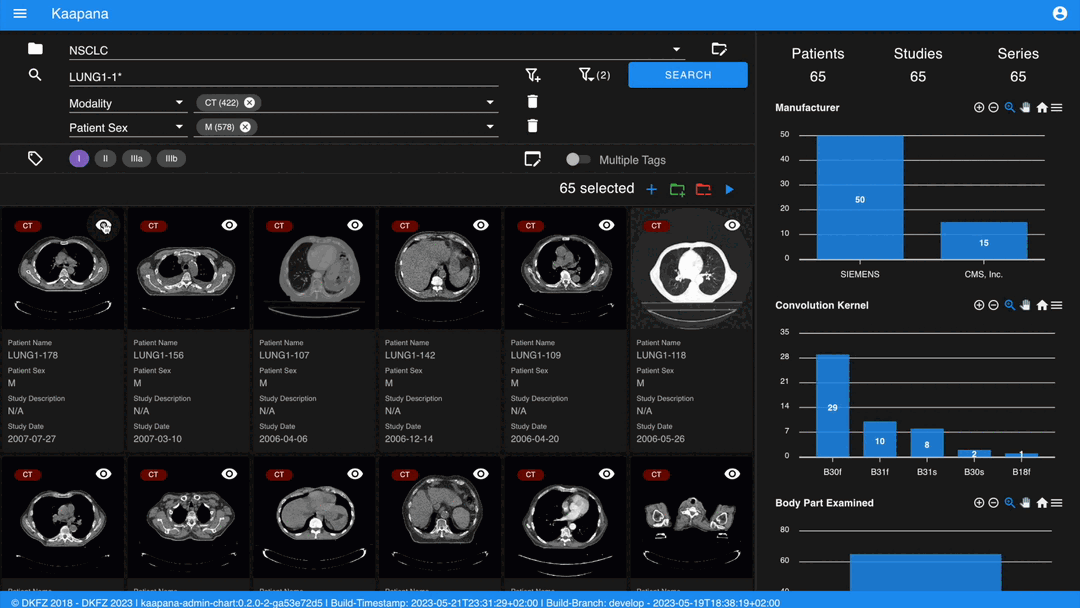 Kaapana
NSCLC
LUNG1-1*
(2)
SEARCH
Modality
CT (422)
Patient Sex
M (578)
I II IIIa IIIb
Multiple Tags
65 selected
CT CT CT CT CT CT
Patient Name Patient Name Patient Name Patient Name Patient Name Patient Name
LUNG1-178 LUNG1-156 LUNG1-107 LUNG1-142 LUNG1-109 LUNG1-118
Patient Sex Patient Sex Patient Sex Patient Sex Patient Sex Patient Sex
M M M M M M
Study Description Study Description Study Description Study Description Study Description Study Description
N/A N/A N/A N/A N/A N/A
Study Date Study Date Study Date Study Date Study Date Study Date
2007-07-27 2007-03-10 2006-04-06 2006-12-14 2006-04-20 2006-05-26
CT CT CT CT CT CT
Patients Studies Series
65 65 65
Manufacturer
50
40
30
20
10
0
50
15
SIEMENS CMS, Inc.
Convolution Kernel
35
28
21
14
7
0
29
10
8
2
1
B30f B31f B31s B30s B18f
Body Part Examined
80
60
© DKFZ 2018 - DKFZ 2023 | kaapana-admin-chart:0.2.0-2-ga53e72d5 | Build-Timestamp: 2023-05-21T23:31:29+02:00 | Build-Branch: develop - 2023-05-19T18:38:19+02:00